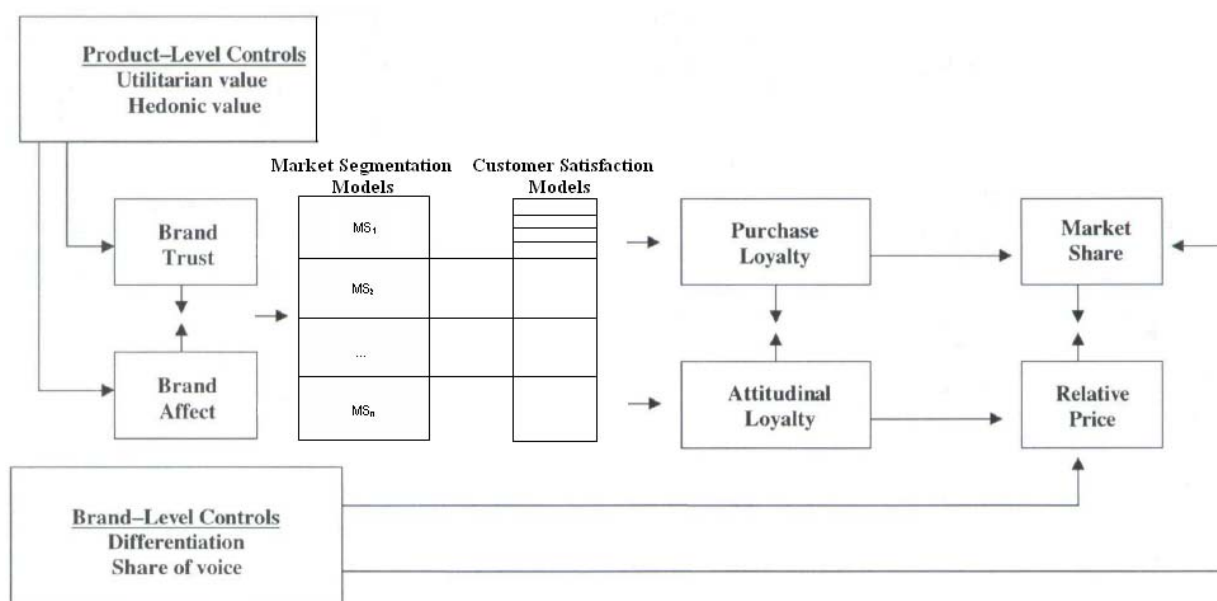 Product–Level Controls
Utilitarian value
Hedonic value
Market Segmentation
Models
Customer Satisfaction
Models
Brand
Trust
MS₁
Purchase
Loyalty
Market
Share
MS₂
...
Brand
Affect
MSₙ
Attitudinal
Loyalty
Relative
Price
Brand–Level Controls
Differentiation
Share of voice